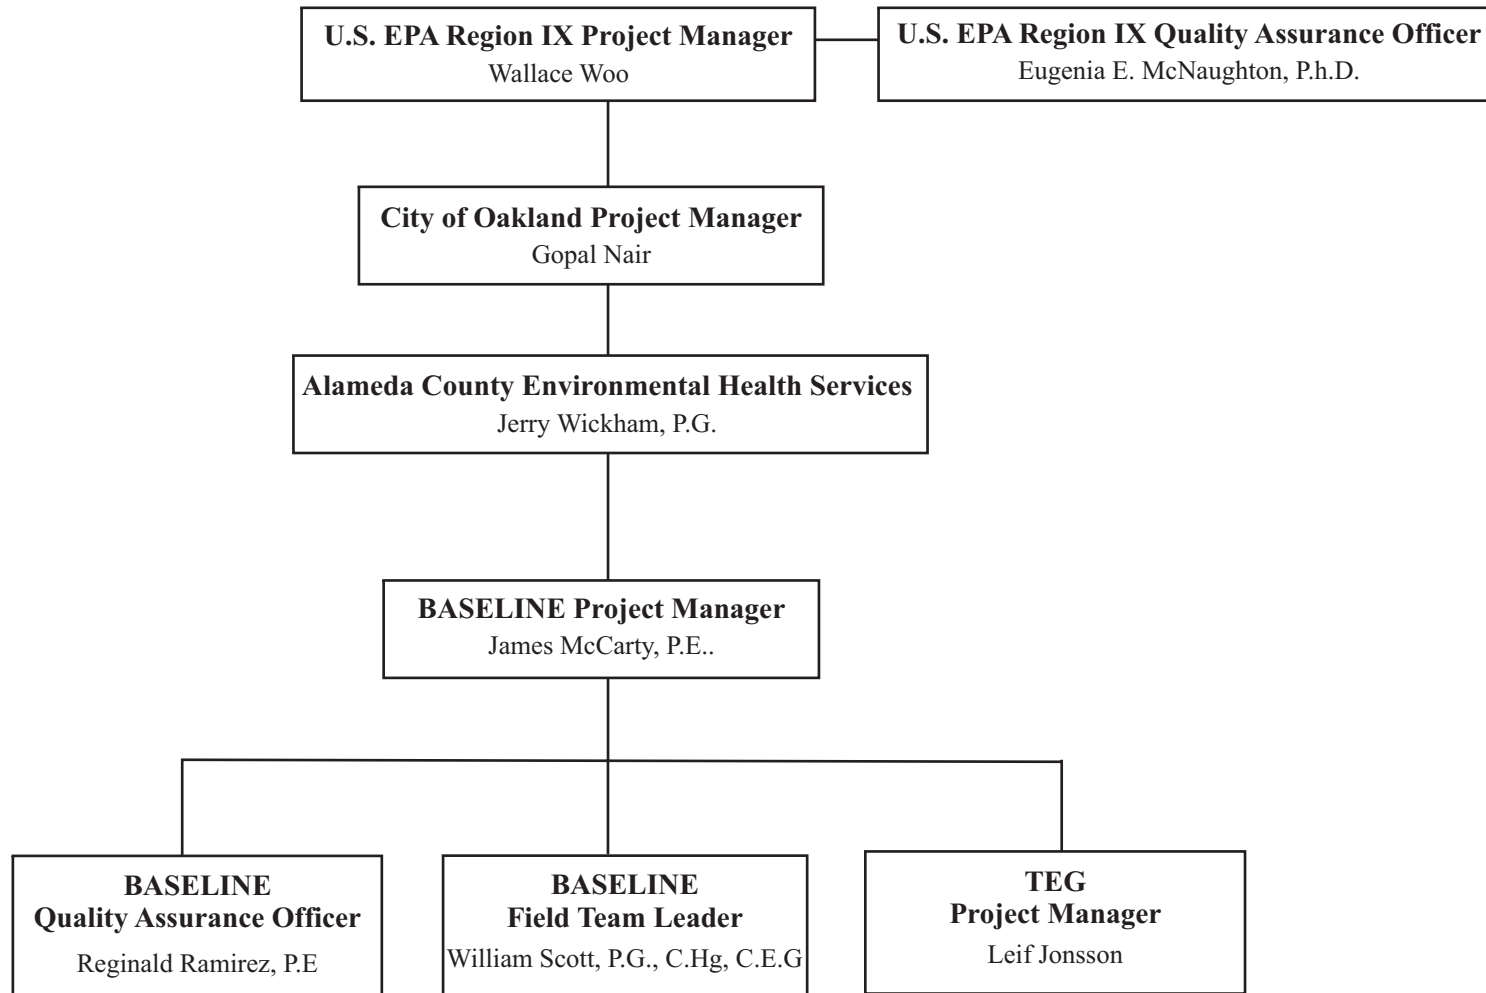 U.S. EPA Region IX Project Manager
Wallace Woo
U.S. EPA Region IX Quality Assurance Officer
Eugenia E. McNaughton, P.h.D.
City of Oakland Project Manager
Gopal Nair
Alameda County Environmental Health Services
Jerry Wickham, P.G.
BASELINE Project Manager
James McCarty, P.E..
BASELINE
Quality Assurance Officer
Reginald Ramirez, P.E
BASELINE
Field Team Leader
William Scott, P.G., C.Hg, C.E.G
TEG
Project Manager
Leif Jonsson